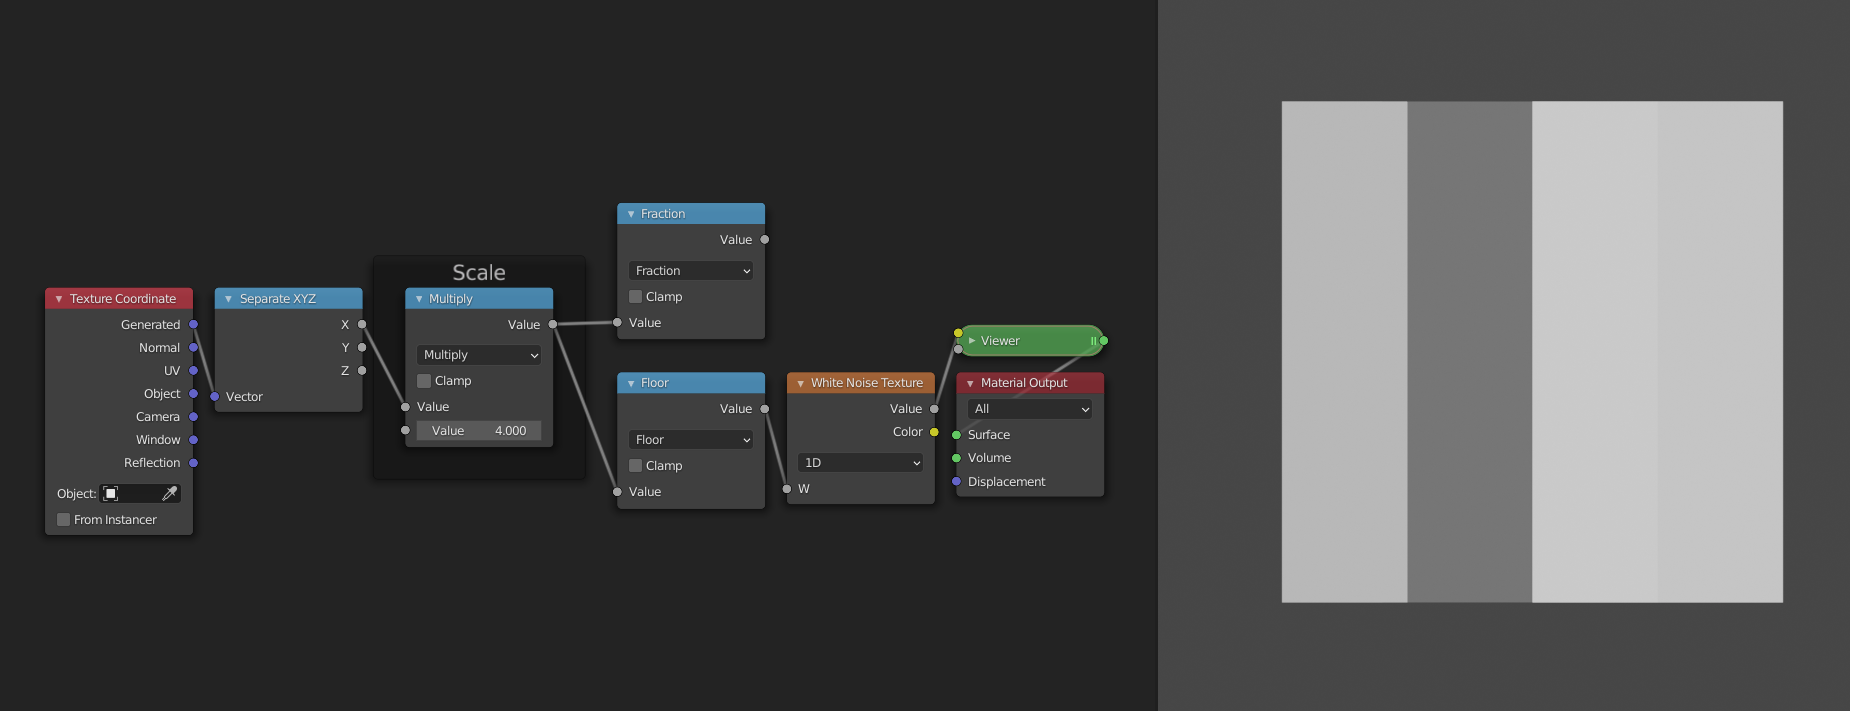 Texture Coordinate
Generated
Normal
UV
Object
Camera
Window
Reflection
Object:
From Instancer
Separate XYZ
X
Y
Z
Vector
Scale
Multiply
Value
Multiply
Clamp
Value
Value 4.000
Fraction
Value
Fraction
Clamp
Value
Floor
Value
Floor
Clamp
Value
White Noise Texture
Value
Color
1D
W
Viewer
Material Output
All
Surface
Volume
Displacement